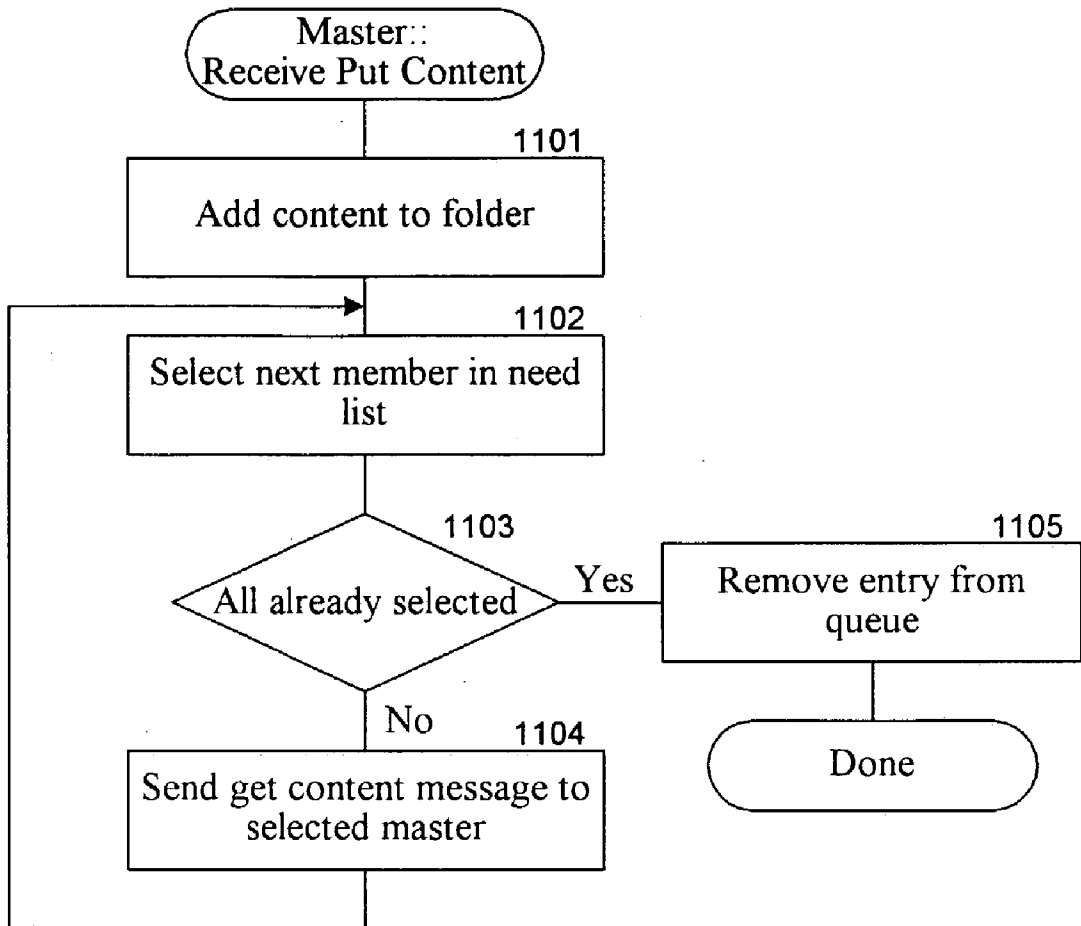 Master::
Receive Put Content
1101
Add content to folder
1102
Select next member in need
list
1103
All already selected
Yes
1105
Remove entry from
queue
No
1104
Send get content message to
selected master
Done